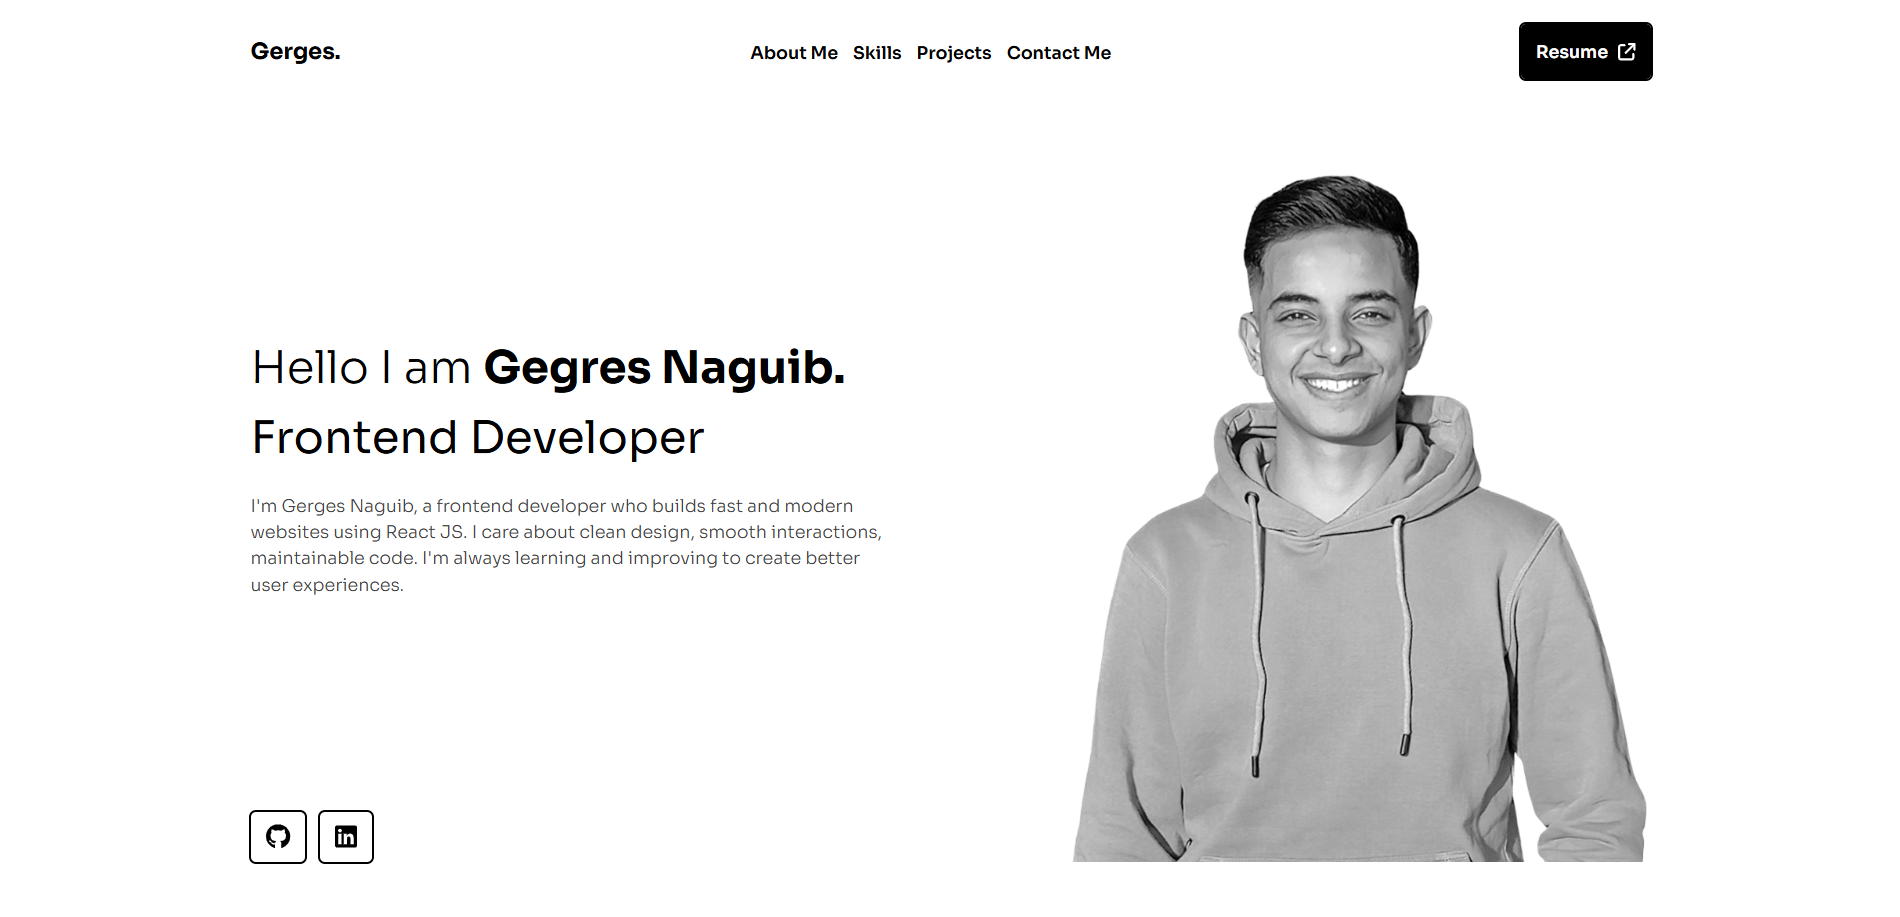 Gerges.
About Me Skills Projects Contact Me
Resume
Hello I am Gegres Naguib.
Frontend Developer
I'm Gerges Naguib, a frontend developer who builds fast and modern
websites using React JS. I care about clean design, smooth interactions,
maintainable code. I'm always learning and improving to create better
user experiences.
in